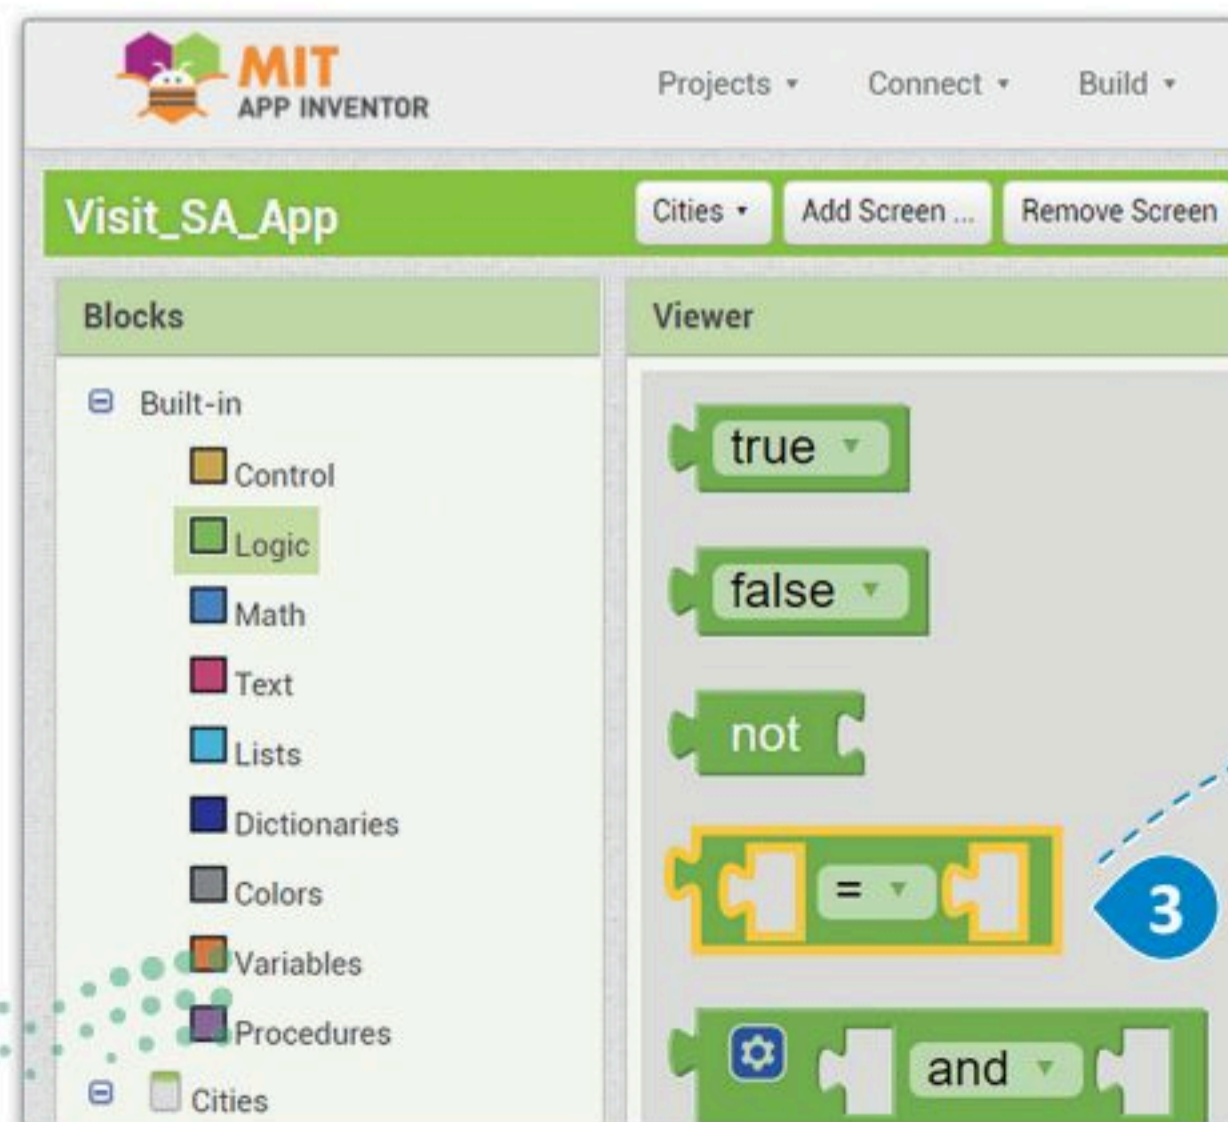 MIT
APP INVENTOR
Projects Connect Build
Visit_SA_App
Cities Add Screen ... Remove Screen
Blocks
Viewer
Built-in
Control
Logic
Math
Text
Lists
Dictionaries
Colors
Variables
Procedures
Cities
true
false
not
=
3
and